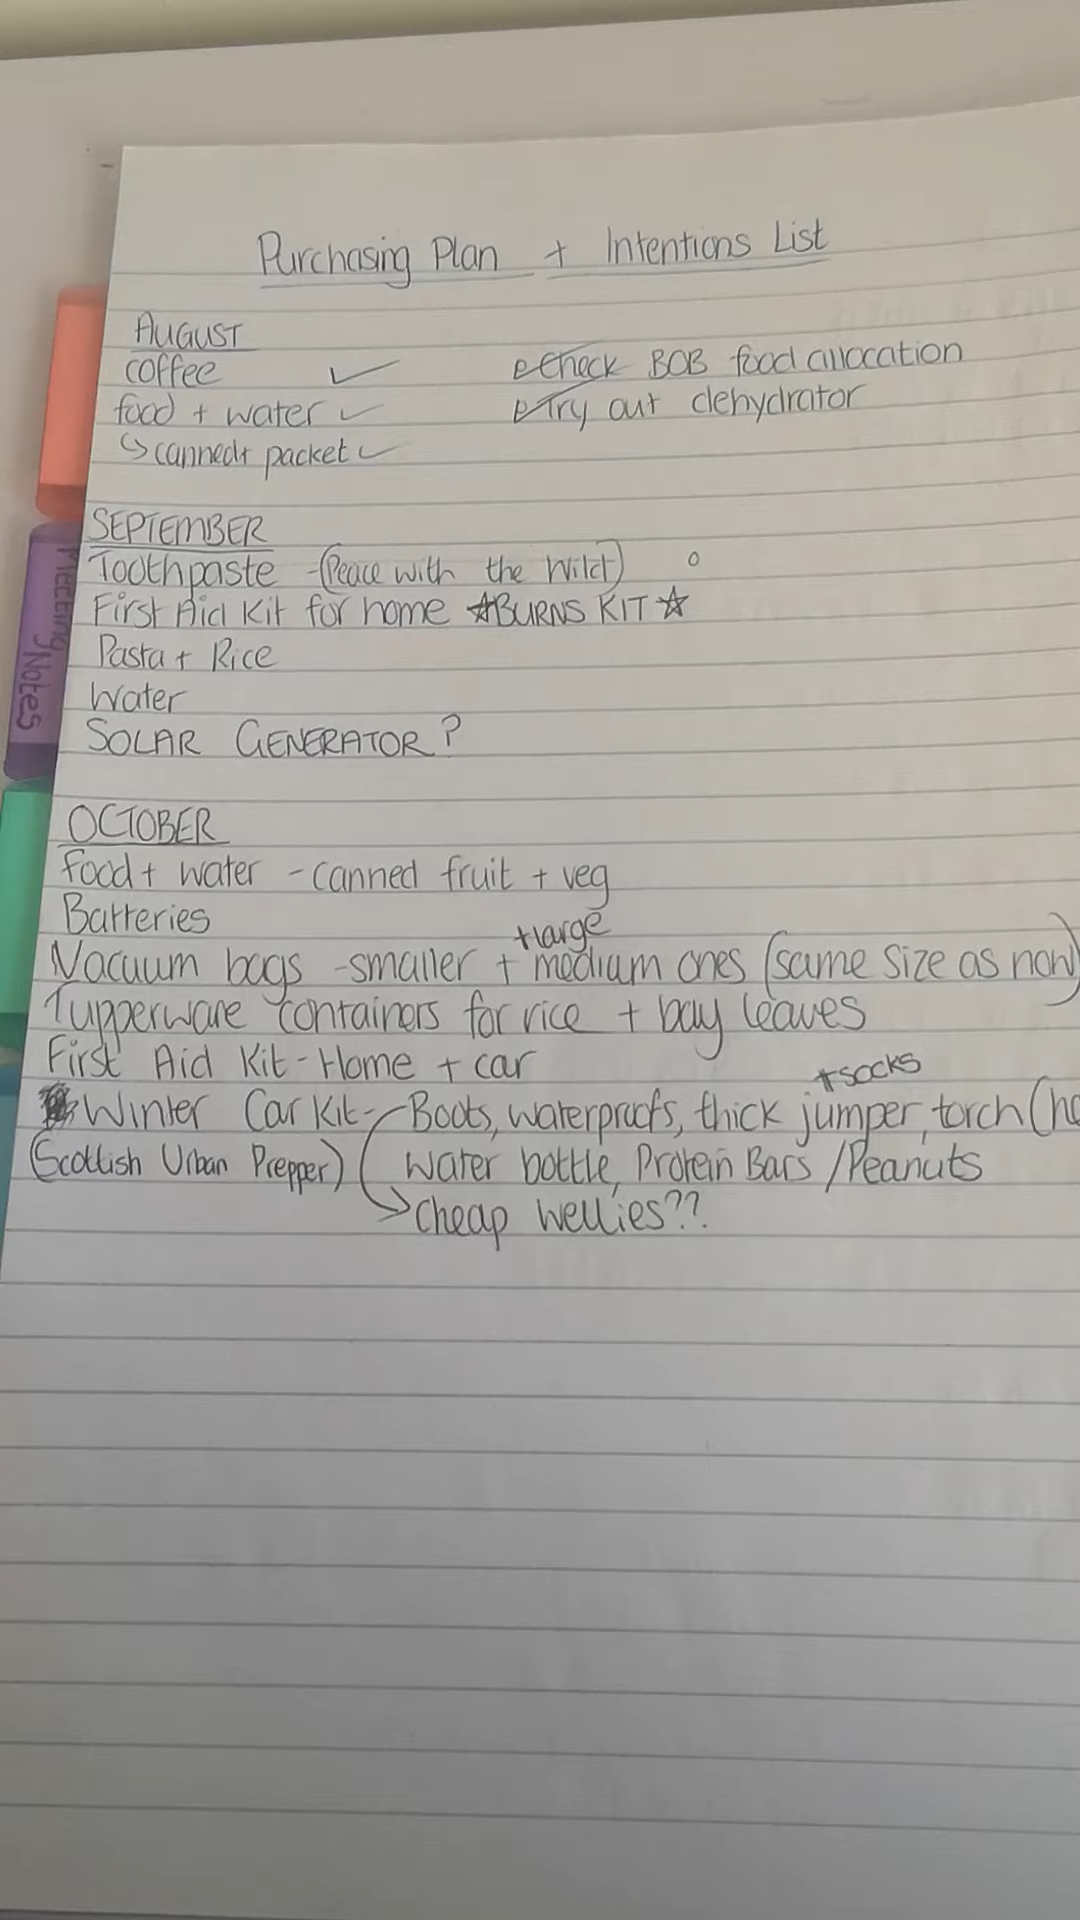 Purchasing Plan + Intentions List
AUGUST
coffee ✓
Check BOB food allocation
food + water ✓
Try out dehydrator
↳ canned + packet ✓
SEPTEMBER
Toothpaste - (Peace with the Wild)
First Aid Kit for home ☆BURNS KIT☆
Pasta + Rice
Water
SOLAR GENERATOR?
OCTOBER
food + water - canned fruit + veg
Batteries
+large
Vacuum bags - smaller + medium ones (same size as now)
Tupperware containers for rice + bay leaves
First Aid Kit - Home + car
+socks
Winter Car Kit - Boots, waterproofs, thick jumper, torch
(Scottish Urban Prepper) water bottle, Protein Bars / Peanuts
→ cheap wellies??
Meeting Notes